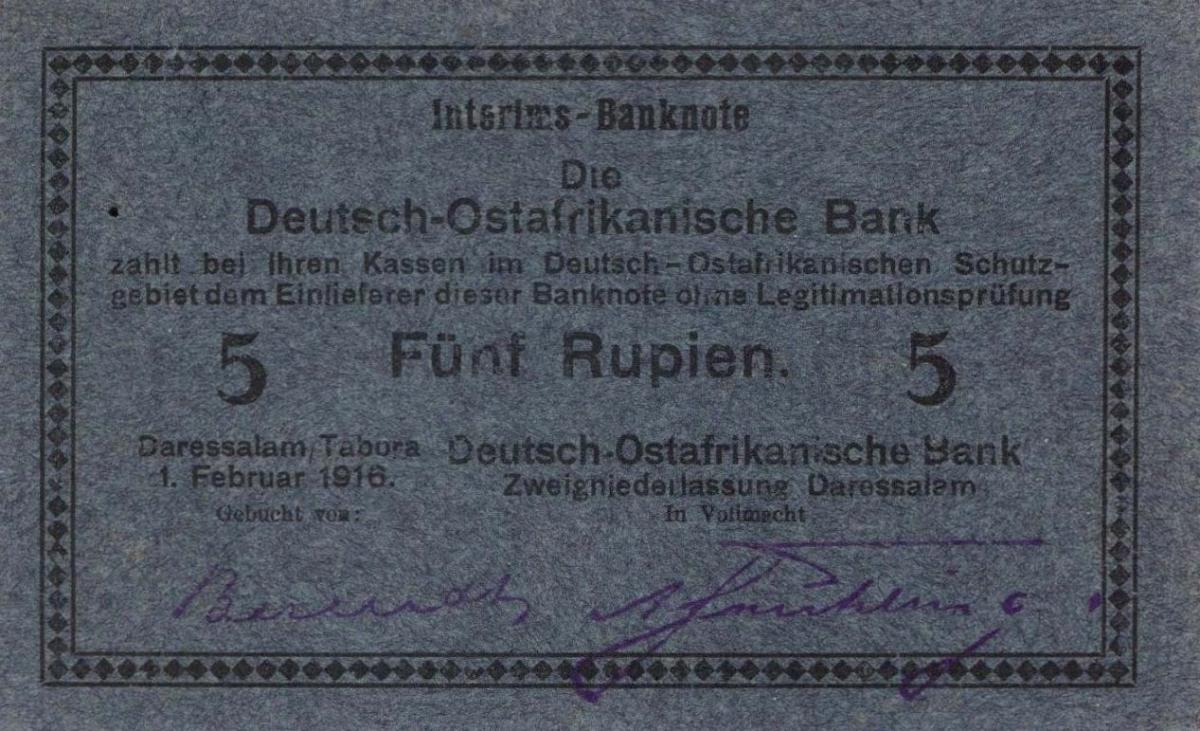 Interims-Banknote
Die
Deutsch-Ostafrikanische Bank
zahlt bei Ihren Kassen im Deutsch-Ostafrikanischen Schutz-
gebiet dem Einlieferer dieser Banknote ohne Legitimationsprüfung
5 Fünf Rupien. 5
Daressalam/Tabora Deutsch-Ostafrikanische Bank
1. Februar 1916. Zweigniederlassung Daressalam
Gebucht von: In Vollmacht